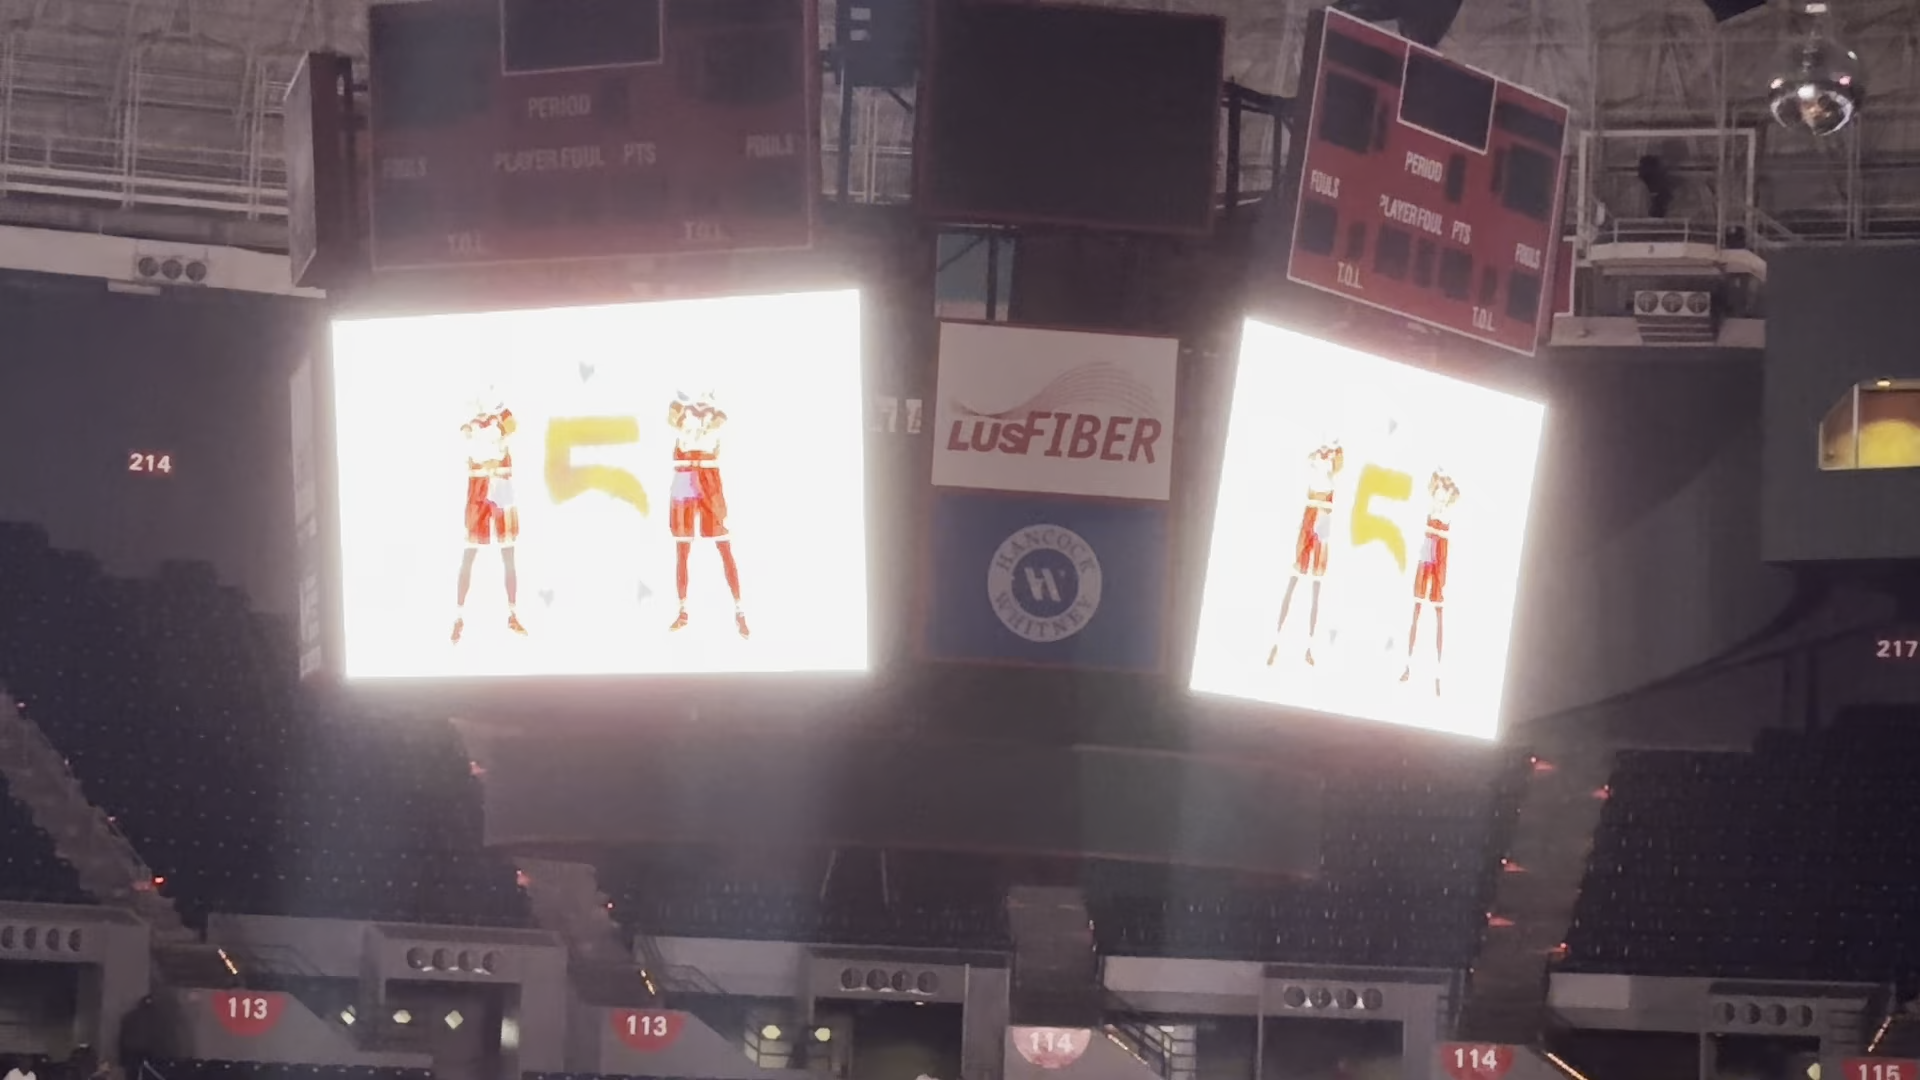 PERIOD
FOULS
PLAYER FOUL PTS
FOULS
T.O.L.
T.O.L.
PERIOD
FOULS
PLAYER FOUL PTS
FOULS
T.O.L.
T.O.L.
5
5
LUSFIBER
HANCOCK
WHITNEY
214
217
113
113
114
114
115